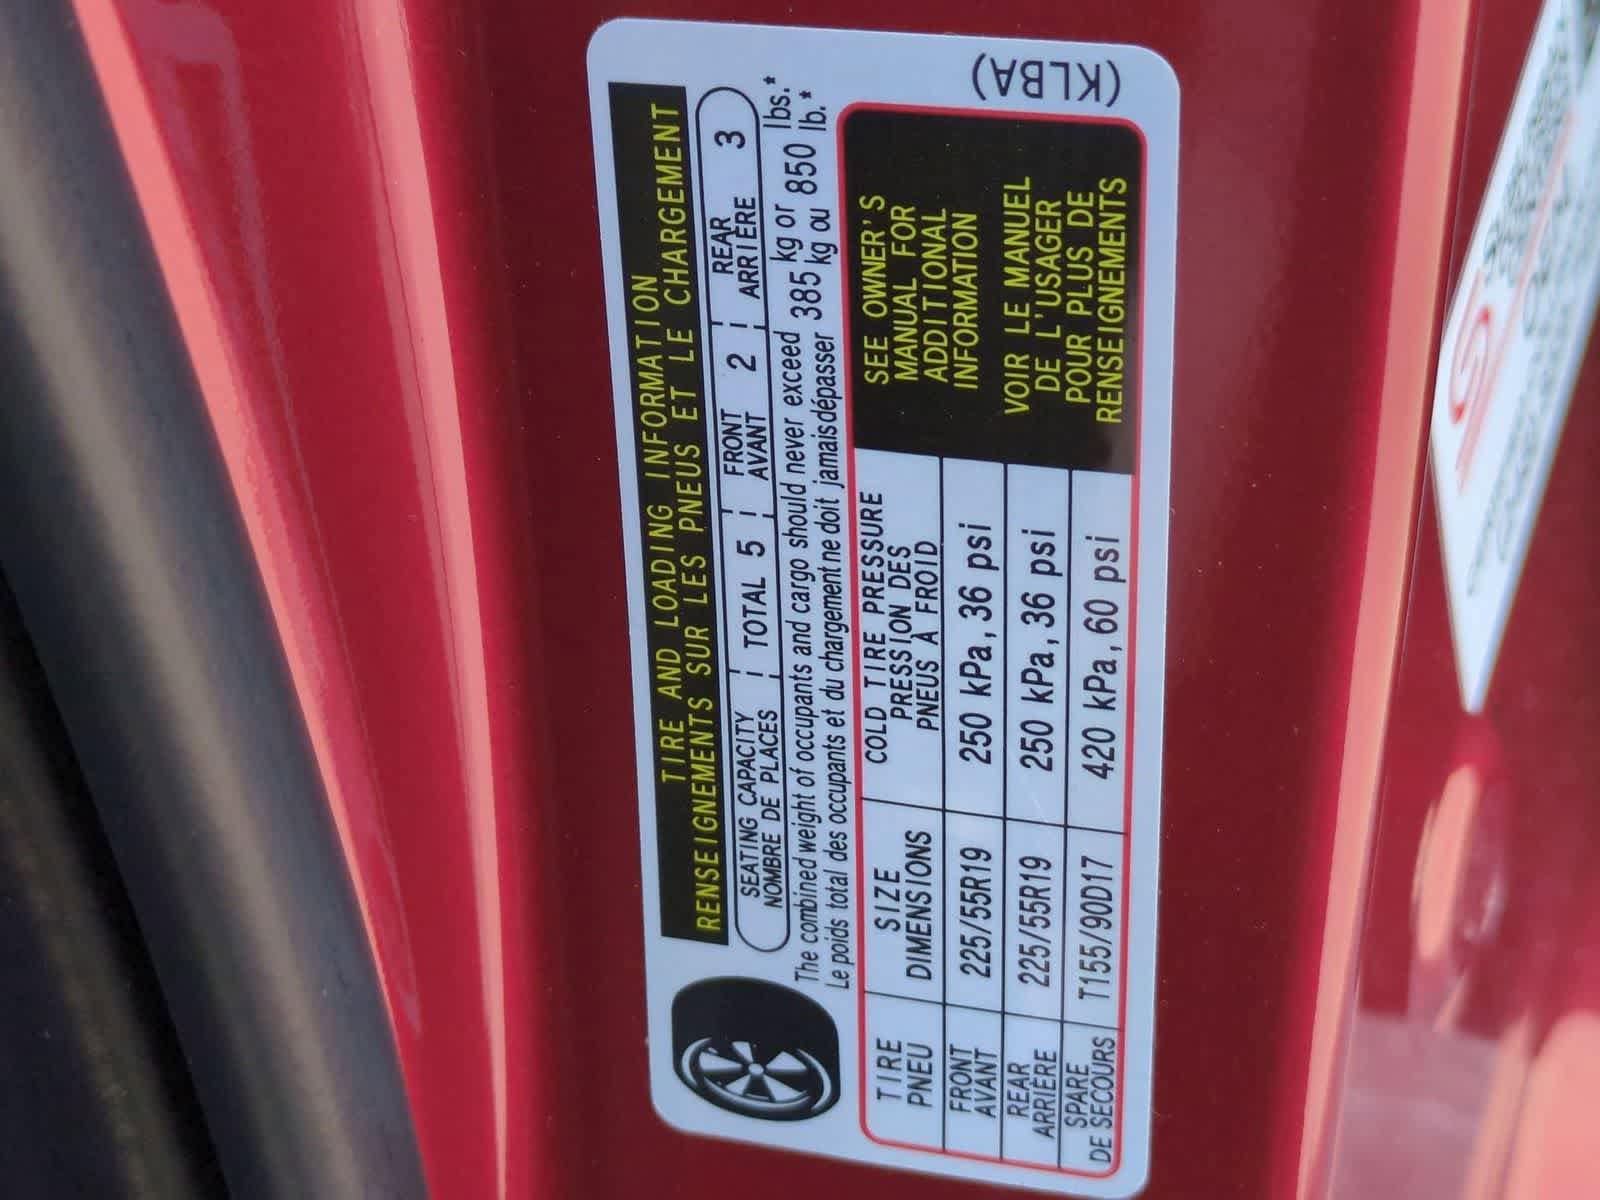 (KLBA)
TIRE AND LOADING INFORMATION
RENSEIGNEMENTS SUR LES PNEUS ET LE CHARGEMENT
SEATING CAPACITY TOTAL 5 FRONT 2 REAR 3
NOMBRE DE PLACES AVANT ARRIÈRE
The combined weight of occupants and cargo should never exceed 385 kg or 850 lbs.*
Le poids total des occupants et du chargement ne doit jamais dépasser 385 kg ou 850 lb.*
TIRE SIZE COLD TIRE PRESSURE
PNEU DIMENSIONS PRESSION DES
PNEUS À FROID
FRONT
AVANT 225/55R19 250 kPa, 36 psi
REAR
ARRIÈRE 225/55R19 250 kPa, 36 psi
SPARE
DE SECOURS T155/90D17 420 kPa, 60 psi
SEE OWNER'S
MANUAL FOR
ADDITIONAL
INFORMATION
VOIR LE MANUEL
DE L'USAGER
POUR PLUS DE
RENSEIGNEMENTS